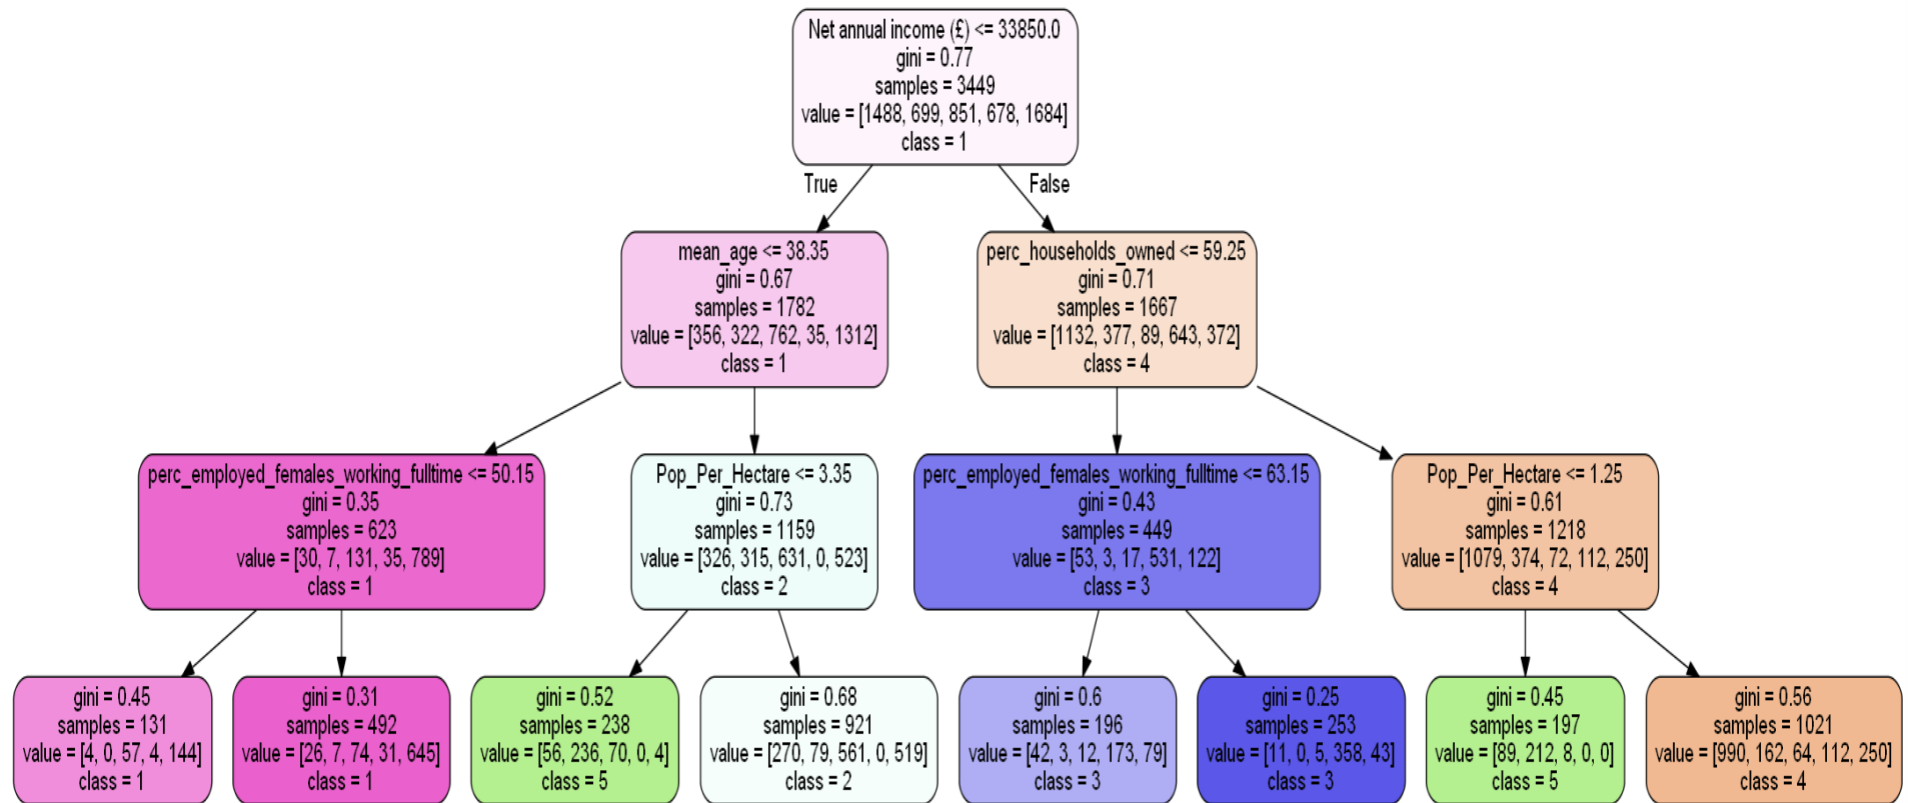 Net annual income (£) <= 33850.0
gini = 0.77
samples = 3449
value = [1488, 699, 851, 678, 1684]
class = 1
True
False
mean_age <= 38.35
gini = 0.67
samples = 1782
value = [356, 322, 762, 35, 1312]
class = 1
perc_households_owned <= 59.25
gini = 0.71
samples = 1667
value = [1132, 377, 89, 643, 372]
class = 4
perc_employed_females_working_fulltime <= 50.15
gini = 0.35
samples = 623
value = [30, 7, 131, 35, 789]
class = 1
Pop_Per_Hectare <= 3.35
gini = 0.73
samples = 1159
value = [326, 315, 631, 0, 523]
class = 2
perc_employed_females_working_fulltime <= 63.15
gini = 0.43
samples = 449
value = [53, 3, 17, 531, 122]
class = 3
Pop_Per_Hectare <= 1.25
gini = 0.61
samples = 1218
value = [1079, 374, 72, 112, 250]
class = 4
gini = 0.45
samples = 131
value = [4, 0, 57, 4, 144]
class = 1
gini = 0.31
samples = 492
value = [26, 7, 74, 31, 645]
class = 1
gini = 0.52
samples = 238
value = [56, 236, 70, 0, 4]
class = 5
gini = 0.68
samples = 921
value = [270, 79, 561, 0, 519]
class = 2
gini = 0.6
samples = 196
value = [42, 3, 12, 173, 79]
class = 3
gini = 0.25
samples = 253
value = [11, 0, 5, 358, 43]
class = 3
gini = 0.45
samples = 197
value = [89, 212, 8, 0, 0]
class = 5
gini = 0.56
samples = 1021
value = [990, 162, 64, 112, 250]
class = 4